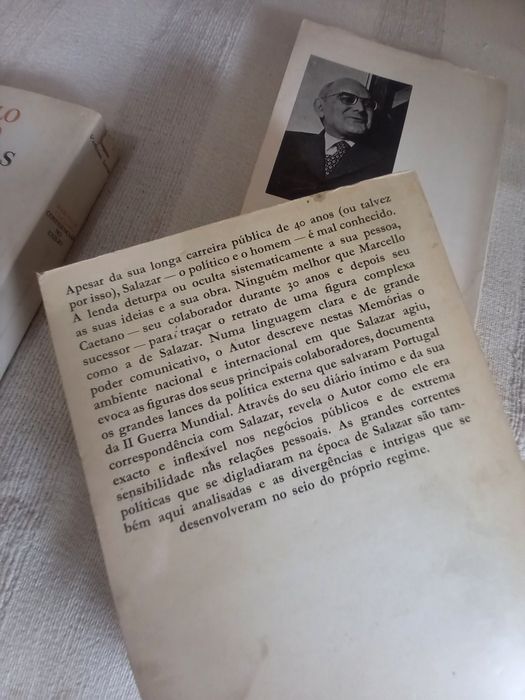 LO
O
AS
Apesar da sua longa carreira pública de 40 anos (ou talvez
por isso), Salazar — o político e o homem — é mal conhecido.
A lenda deturpa ou oculta sistematicamente a sua pessoa,
as suas ideias e a sua obra. Ninguém melhor que Marcello
Caetano — seu colaborador durante 30 anos e depois seu
sucessor — para traçar o retrato de uma figura complexa
como a de Salazar. Numa linguagem clara e de grande
poder comunicativo, o Autor descreve nestas Memórias o
ambiente nacional e internacional em que Salazar agiu,
evoca as figuras dos seus principais colaboradores, documenta
os grandes lances da política externa que salvaram Portugal
da II Guerra Mundial. Através do seu diário íntimo e da sua
correspondência com Salazar, revela o Autor como ele era
exacto e inflexível nos negócios públicos e de extrema
sensibilidade nas relações pessoais. As grandes correntes
políticas que se digladiaram na época de Salazar são tam-
bém aqui analisadas e as divergências e intrigas que se
desenvolveram no seio do próprio regime.